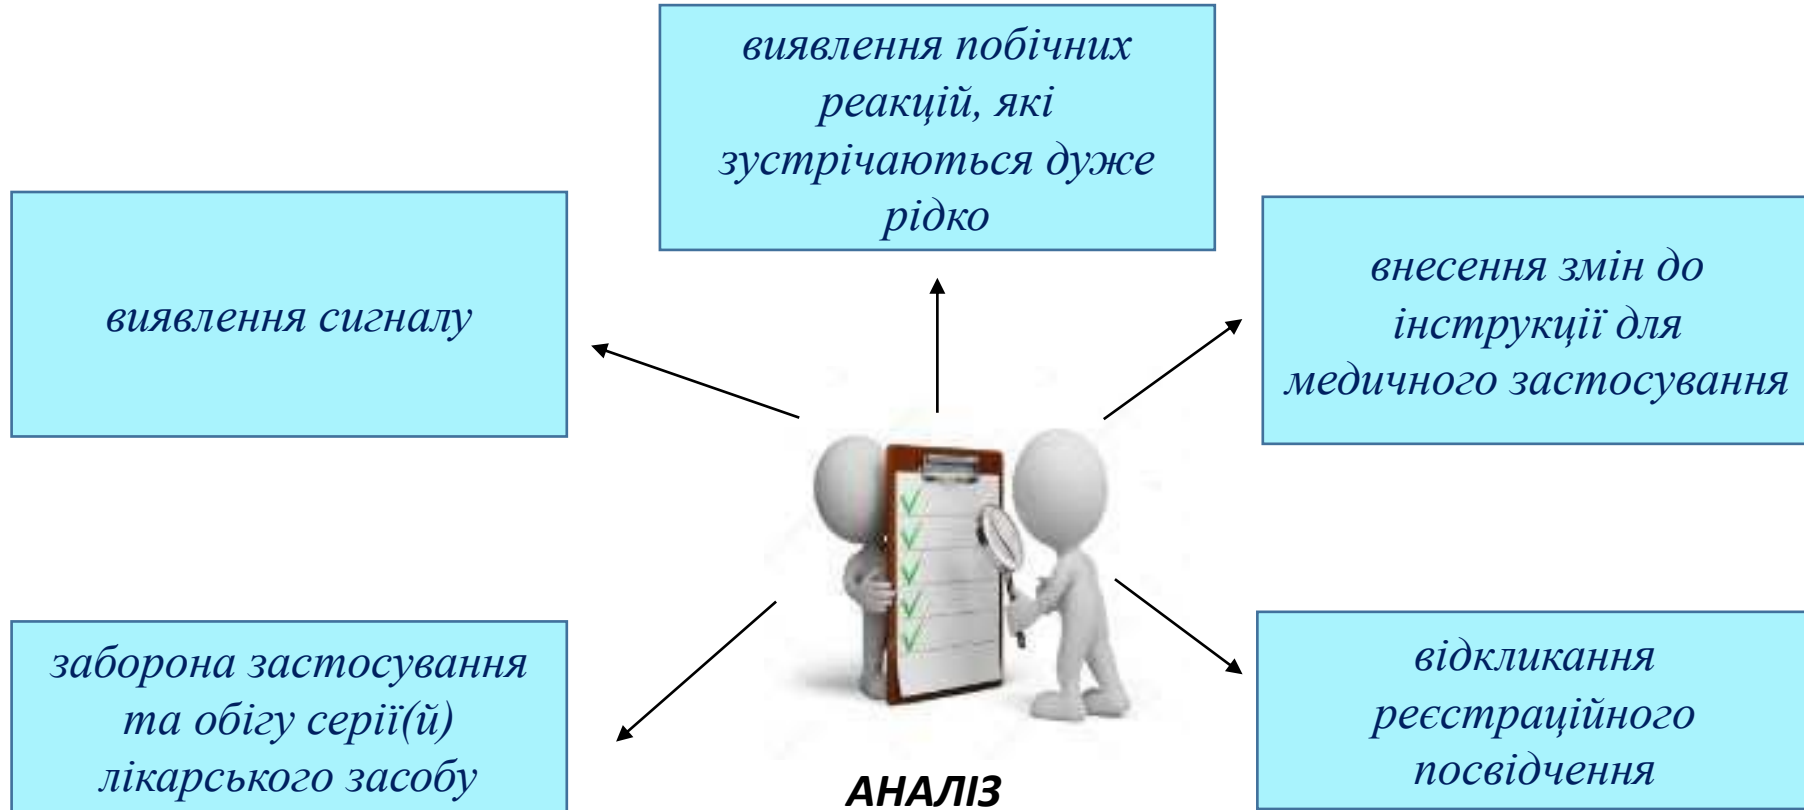 виявлення побічних
реакцій, які
зустрічаються дуже
рідко
виявлення сигналу
внесення змін до
інструкції для
медичного застосування
заборона застосування
та обігу серії(й)
лікарського засобу
відкликання
реєстраційного
посвідчення
АНАЛІЗ